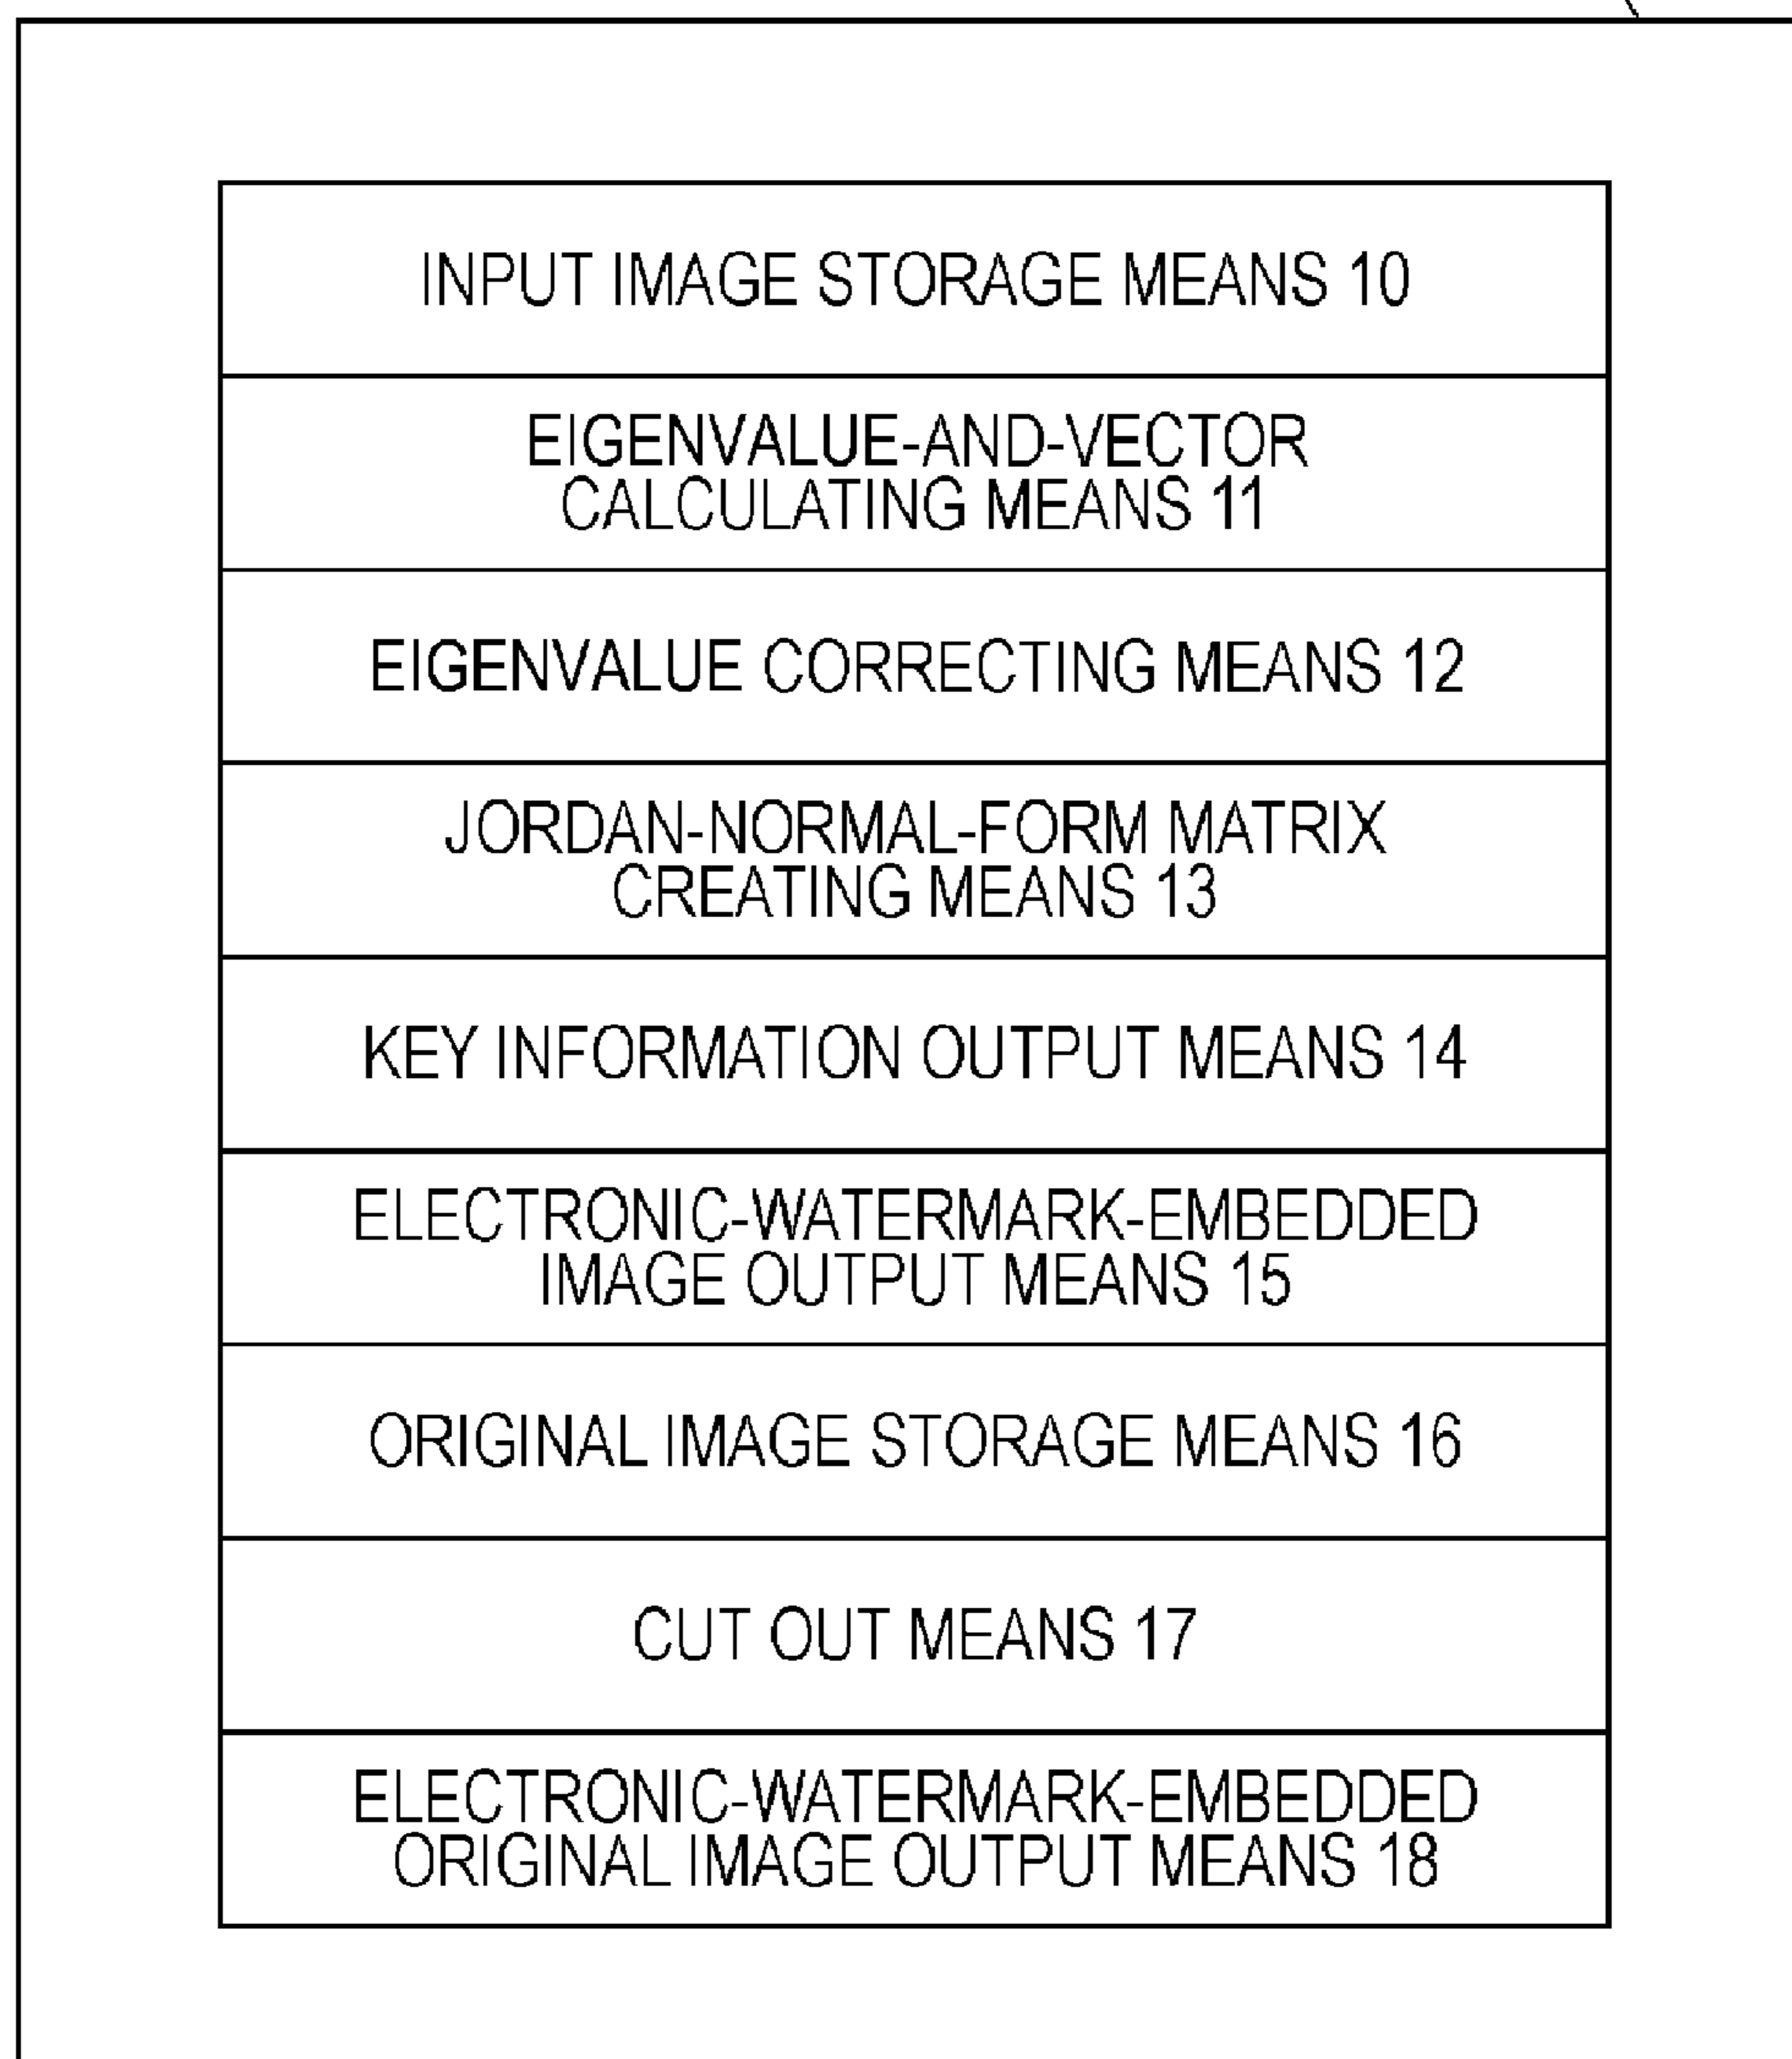 INPUT IMAGE STORAGE MEANS 10
EIGENVALUE-AND-VECTOR
CALCULATING MEANS 11
EIGENVALUE CORRECTING MEANS 12
JORDAN-NORMAL-FORM MATRIX
CREATING MEANS 13
KEY INFORMATION OUTPUT MEANS 14
ELECTRONIC-WATERMARK-EMBEDDED
IMAGE OUTPUT MEANS 15
ORIGINAL IMAGE STORAGE MEANS 16
CUT OUT MEANS 17
ELECTRONIC-WATERMARK-EMBEDDED
ORIGINAL IMAGE OUTPUT MEANS 18